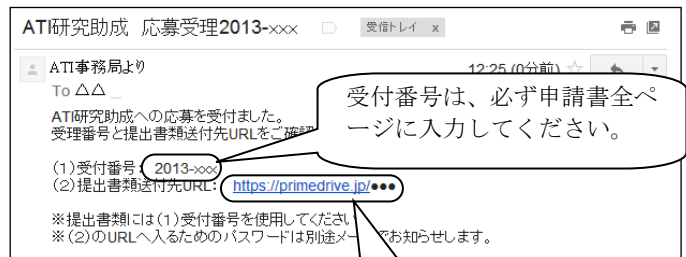 ATI研究助成 応募受理2013-xxx
受信トレイ x
ATI事務局より
12:25 (0分前)
To △△
ATI研究助成への応募を受付ました。
受理番号と提出書類送付先URLをご確認
受付番号は、必ず申請書全ペ
ージに入力してください。
(1)受付番号: 2013-xxx
(2)提出書類送付先URL: https://primedrive.jp/●●●
※提出書類には(1)受付番号を使用してください
※(2)のURLへ入るためのパスワードは別途メー でお知らせします。